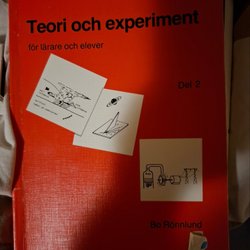 Teori och experiment
för lärare och elever
Del 2
Bo Rönnlund